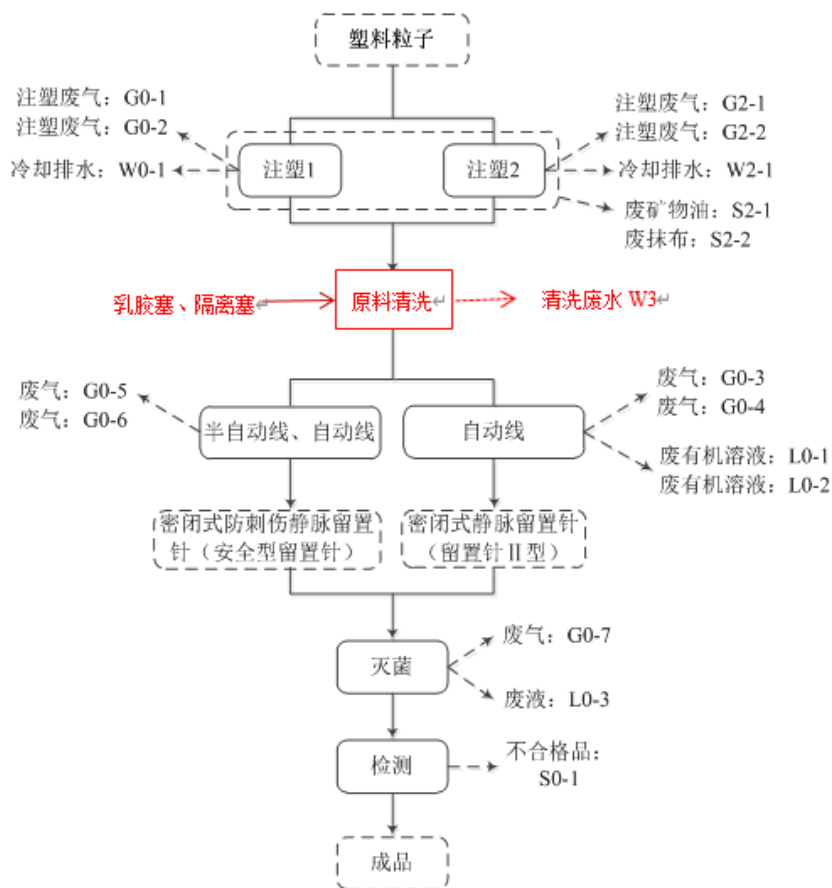 塑料粒子
注塑废气：G0-1
注塑废气：G0-2
冷却排水：W0-1
注塑1
注塑2
注塑废气：G2-1
注塑废气：G2-2
冷却排水：W2-1
废矿物油：S2-1
废抹布：S2-2
乳胶塞、隔离塞↵
原料清洗↵
清洗废水 W3↵
废气：G0-5
废气：G0-6
半自动线、自动线
自动线
废气：G0-3
废气：G0-4
废有机溶液：L0-1
废有机溶液：L0-2
密闭式防刺伤静脉留置
针（安全型留置针）
密闭式静脉留置针
（留置针Ⅱ型）
灭菌
废气：G0-7
废液：L0-3
检测
不合格品：
S0-1
成品